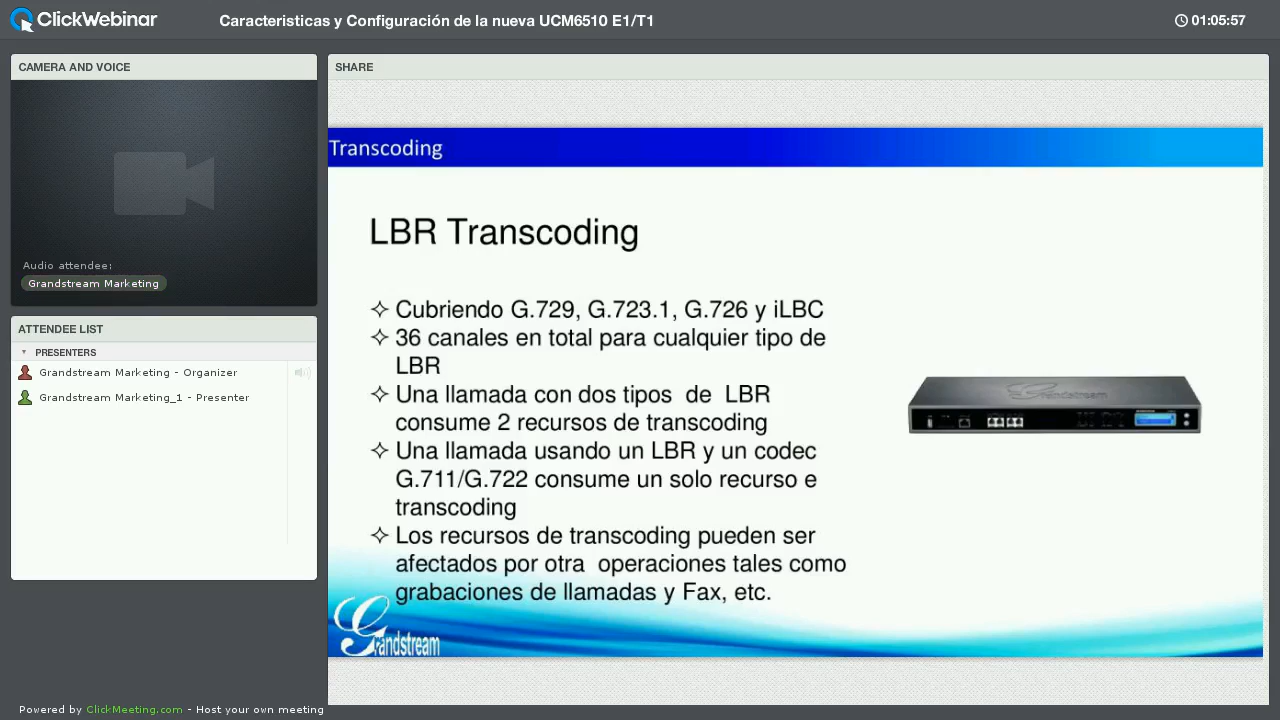 ClickWebinar
Caracteristicas y Configuración de la nueva UCM6510 E1/T1
01:05:57
CAMERA AND VOICE
Audio attendee:
Grandstream Marketing
ATTENDEE LIST
PRESENTERS
Grandstream Marketing - Organizer
Grandstream Marketing_1 - Presenter
SHARE
Transcoding
LBR Transcoding
Cubriendo G.729, G.723.1, G.726 y iLBC
36 canales en total para cualquier tipo de
LBR
Una llamada con dos tipos de LBR
consume 2 recursos de transcoding
Una llamada usando un LBR y un codec
G.711/G.722 consume un solo recurso e
transcoding
Los recursos de transcoding pueden ser
afectados por otra operaciones tales como
grabaciones de llamadas y Fax, etc.
Grandstream
Grandstream
Powered by ClickMeeting.com - Host your own meeting